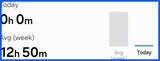 Today
0h 0m
Avg (week)
12h 50m
Avg
(week)
Today